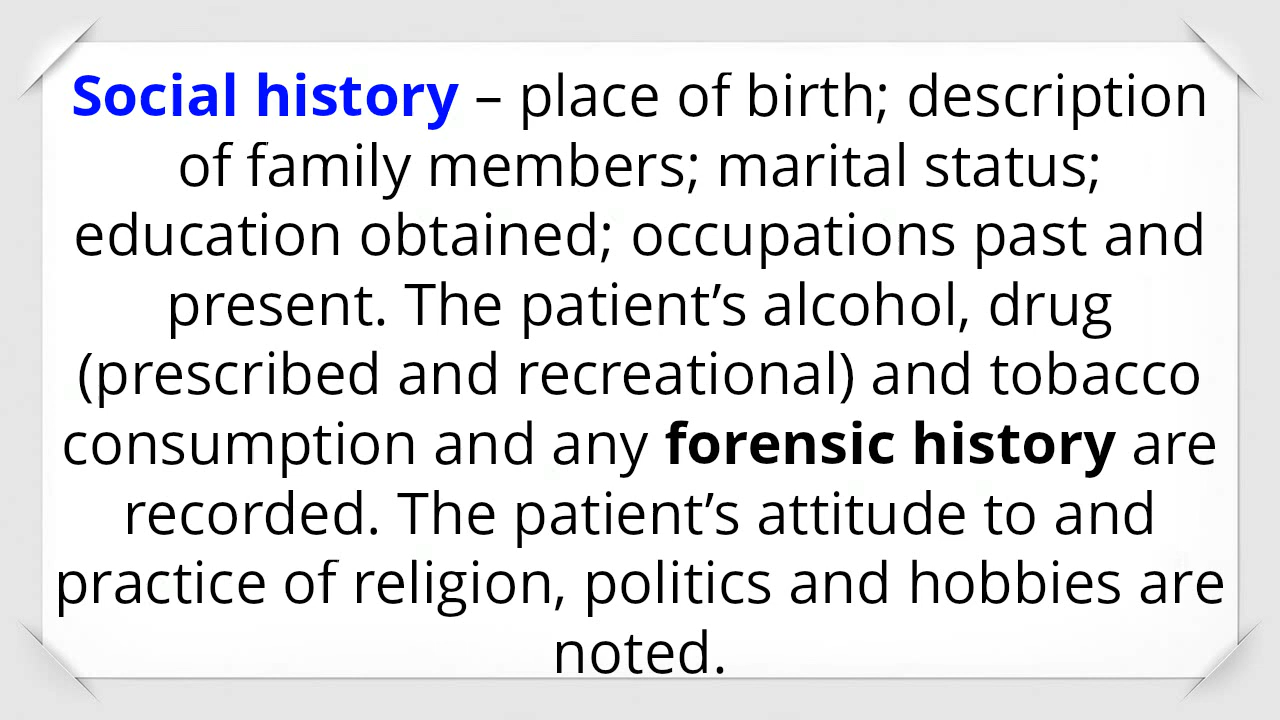 Social history – place of birth; description
of family members; marital status;
education obtained; occupations past and
present. The patient’s alcohol, drug
(prescribed and recreational) and tobacco
consumption and any forensic history are
recorded. The patient’s attitude to and
practice of religion, politics and hobbies are
noted.